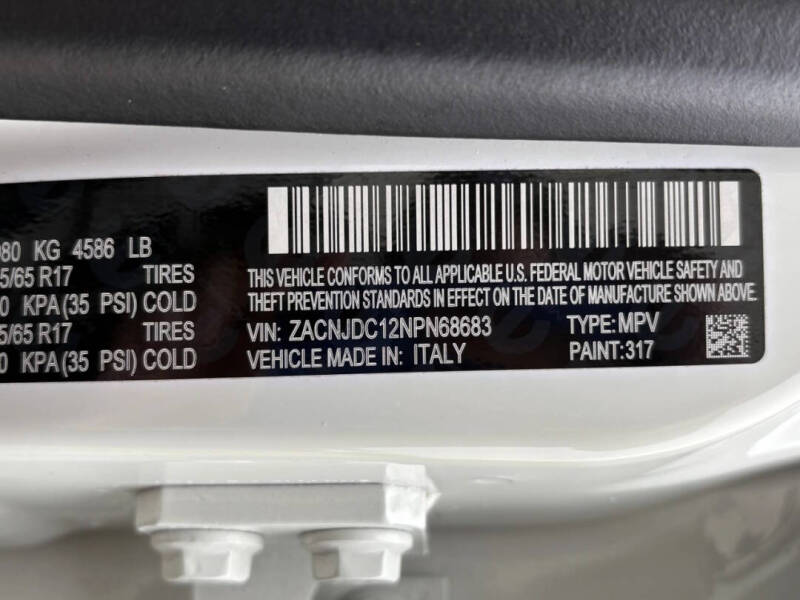 080 KG 4586 LB
5/65 R17 TIRES
0 KPA(35 PSI) COLD
5/65 R17 TIRES
0 KPA(35 PSI) COLD
THIS VEHICLE CONFORMS TO ALL APPLICABLE U.S. FEDERAL MOTOR VEHICLE SAFETY AND
THEFT PREVENTION STANDARDS IN EFFECT ON THE DATE OF MANUFACTURE SHOWN ABOVE.
VIN: ZACNJDC12NPN68683 TYPE:MPV
VEHICLE MADE IN: ITALY PAINT:317